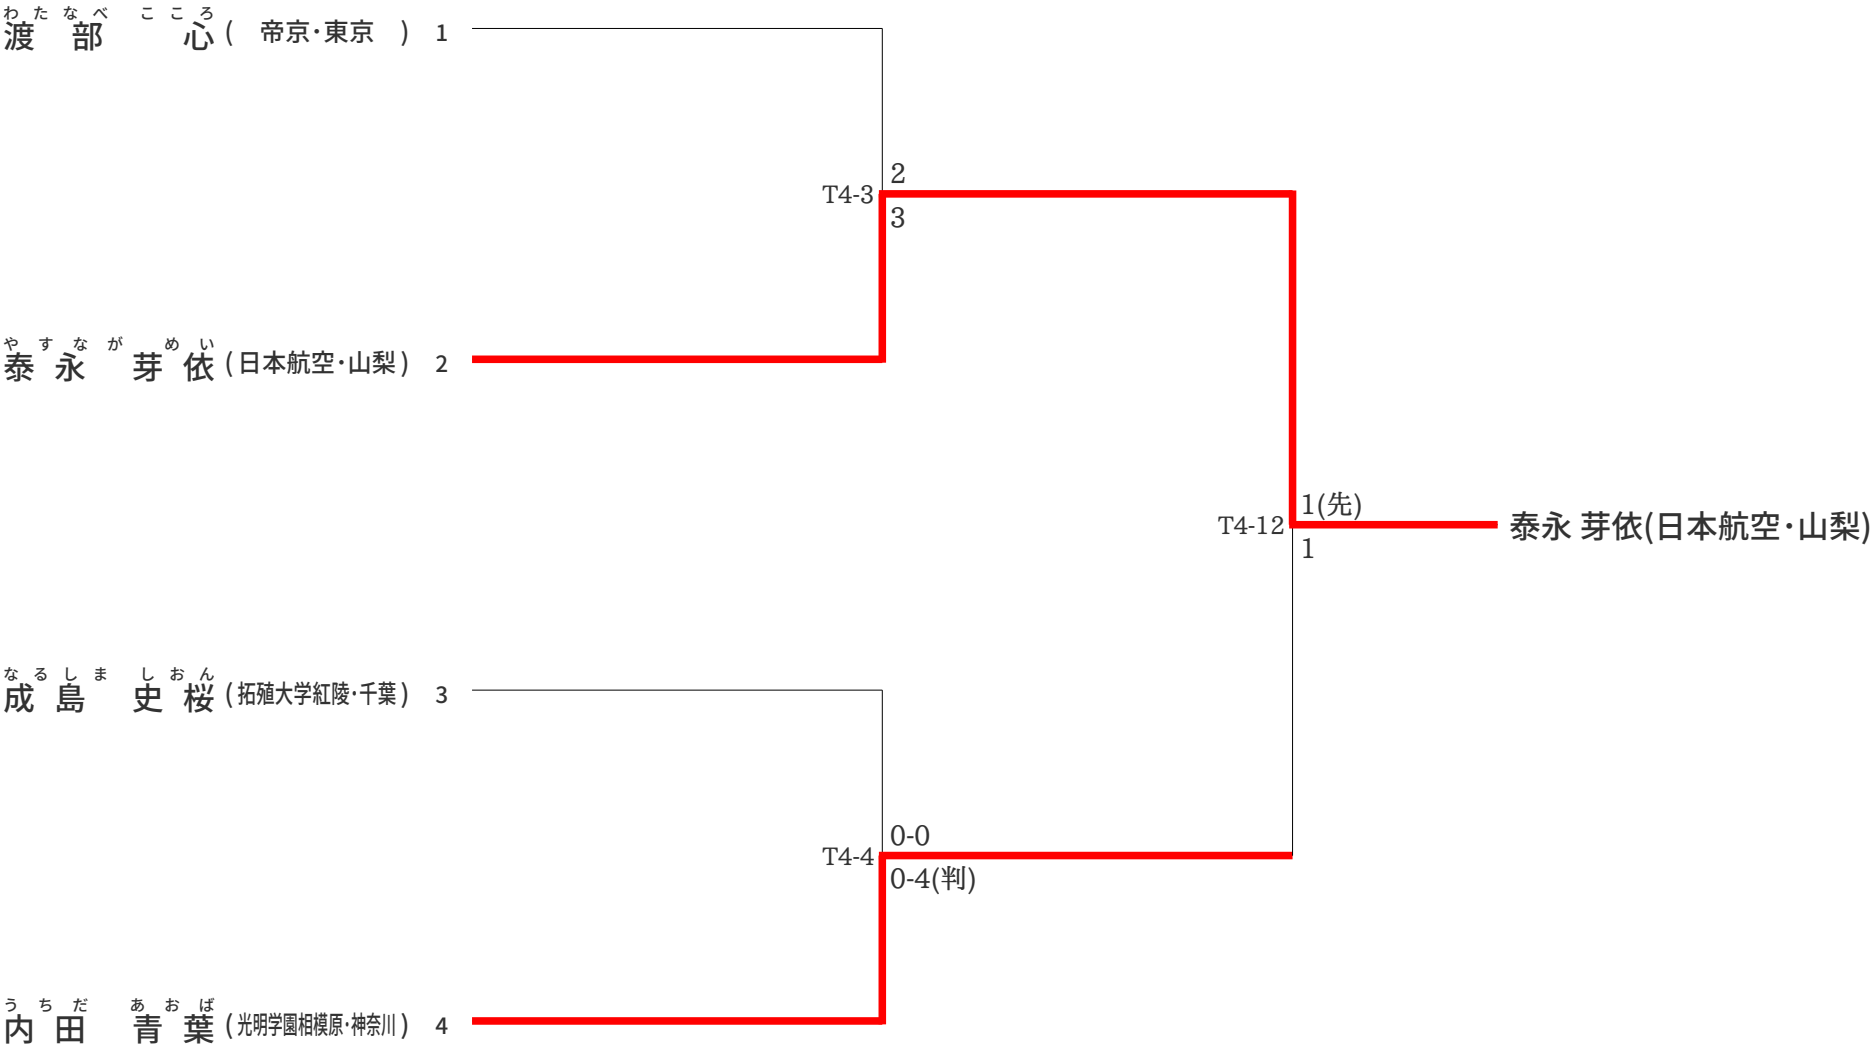 わたなべ こころ
渡部 心 ( 帝京·東京 ) 1
2
T4-3
3
やすなが めい
泰永 芽依 (日本航空·山梨) 2
1(先)
T4-12 泰永 芽依(日本航空·山梨)
1
なるしま しおん
成島 史桜 (拓殖大学紅陵·千葉) 3
0-0
T4-4
0-4(判)
うちだ あおば
内田 青葉 (光明学園相模原·神奈川) 4